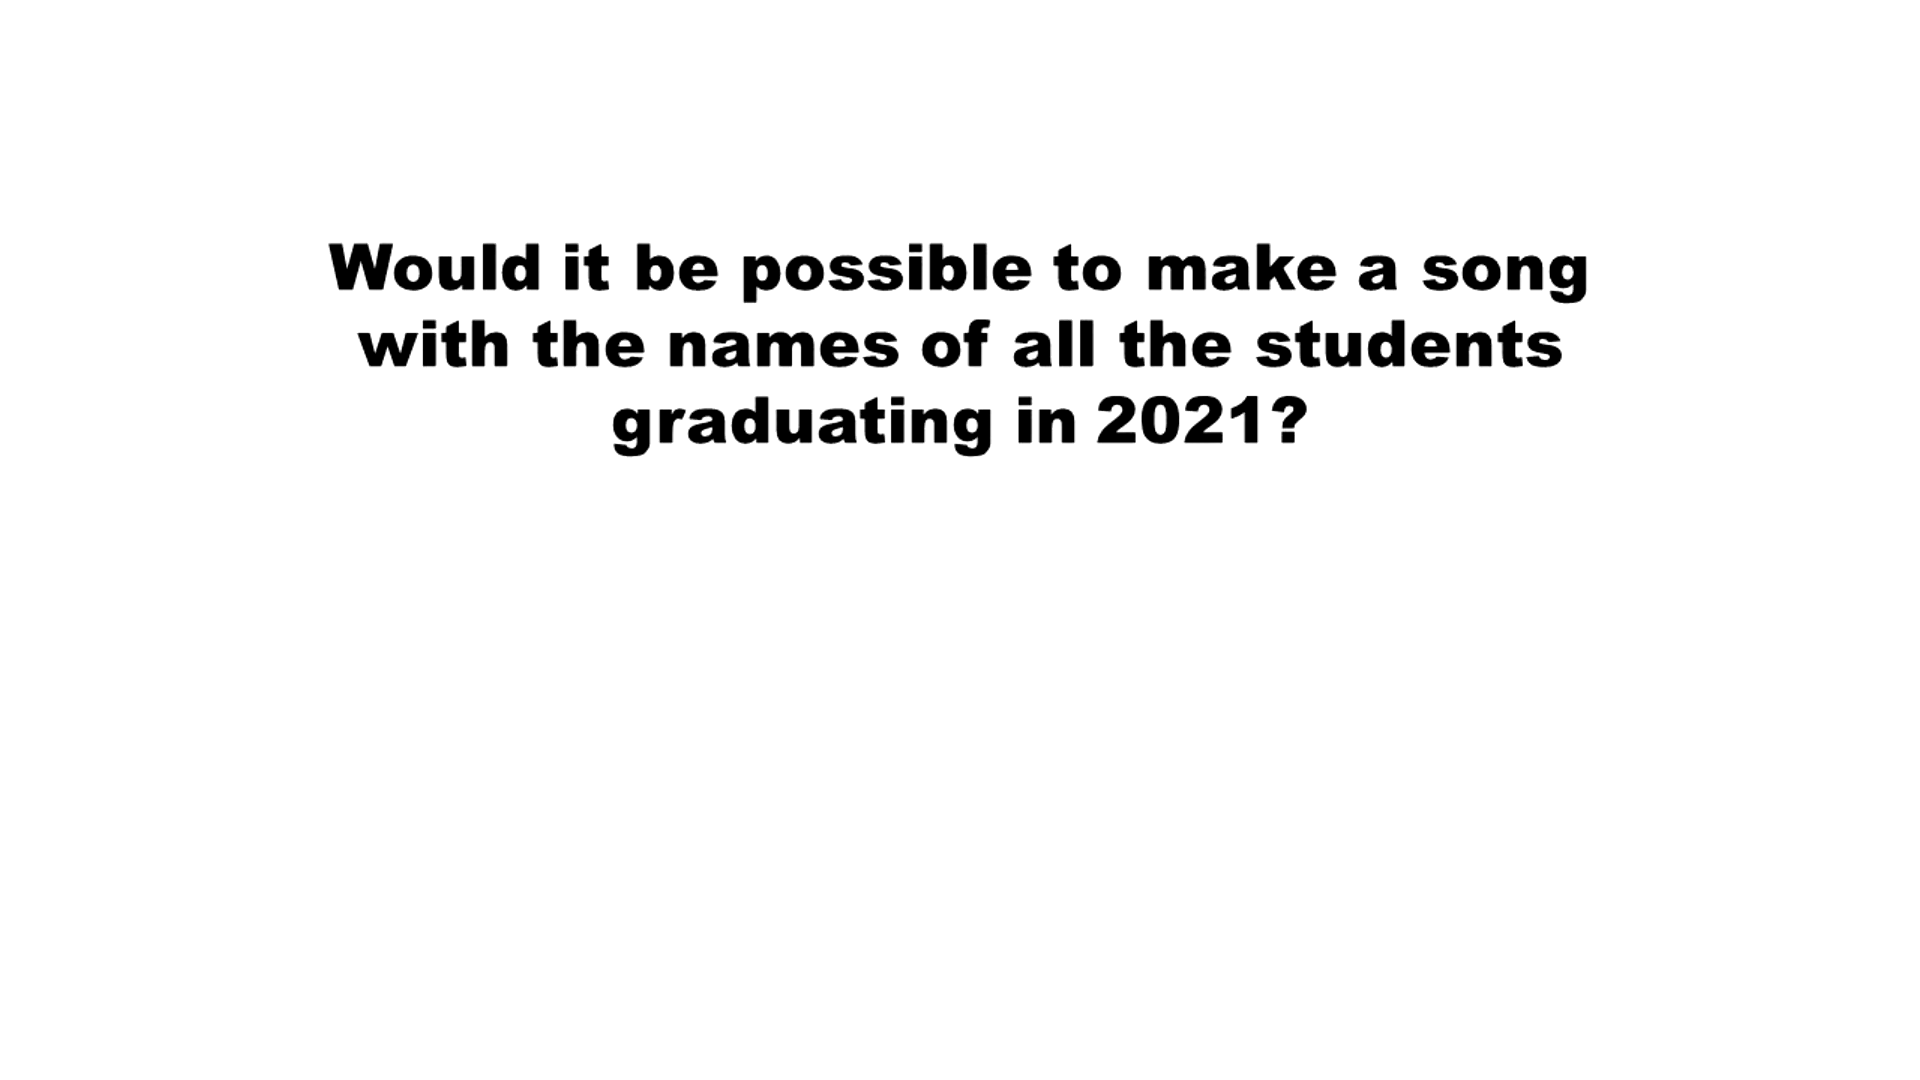 Would it be possible to make a song
with the names of all the students
graduating in 2021?